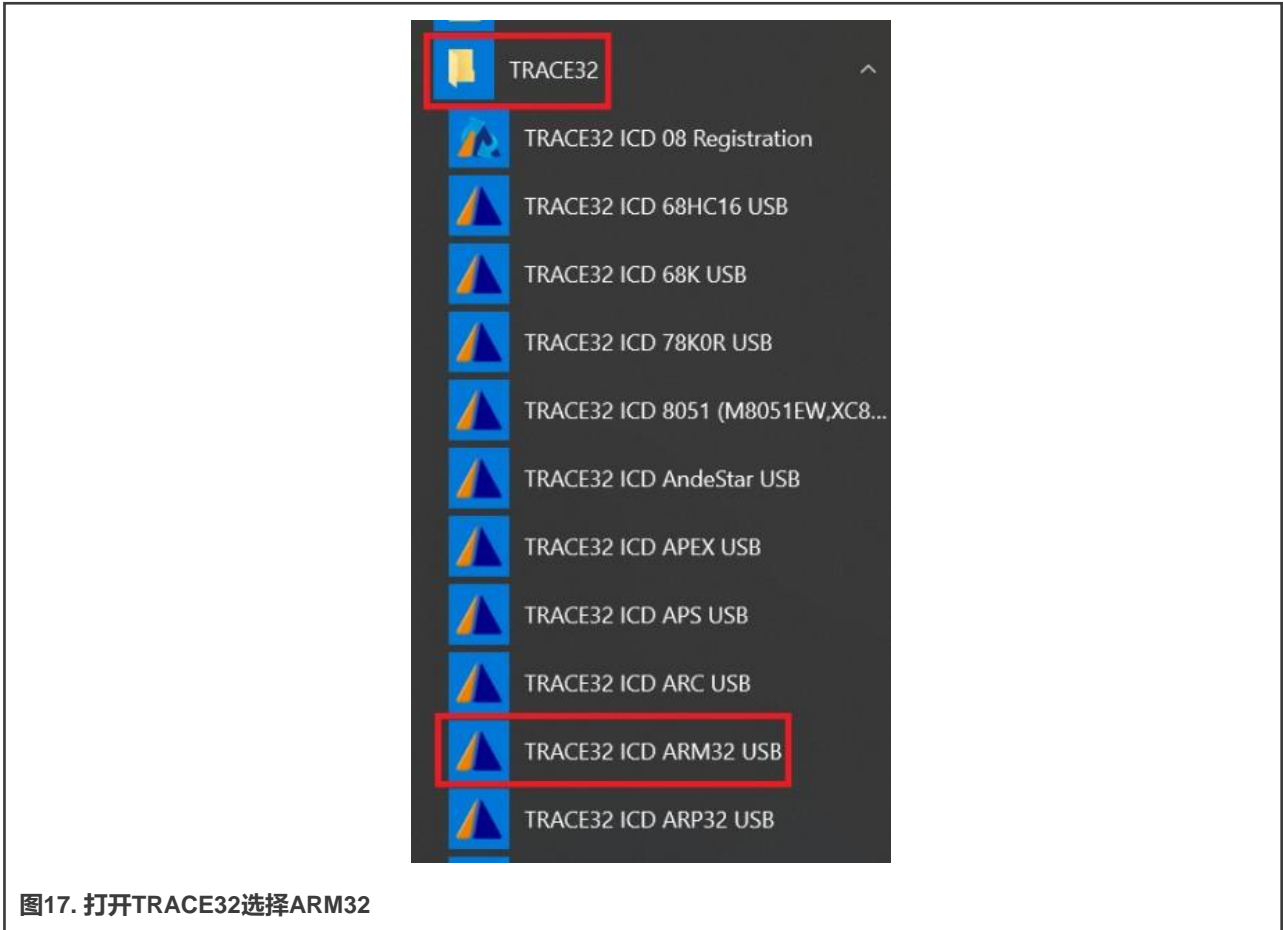 TRACE32
TRACE32 ICD 08 Registration
TRACE32 ICD 68HC16 USB
TRACE32 ICD 68K USB
TRACE32 ICD 78K0R USB
TRACE32 ICD 8051 (M8051EW,XC8...
TRACE32 ICD AndeStar USB
TRACE32 ICD APEX USB
TRACE32 ICD APS USB
TRACE32 ICD ARC USB
TRACE32 ICD ARM32 USB
TRACE32 ICD ARP32 USB
图17. 打开TRACE32选择ARM32